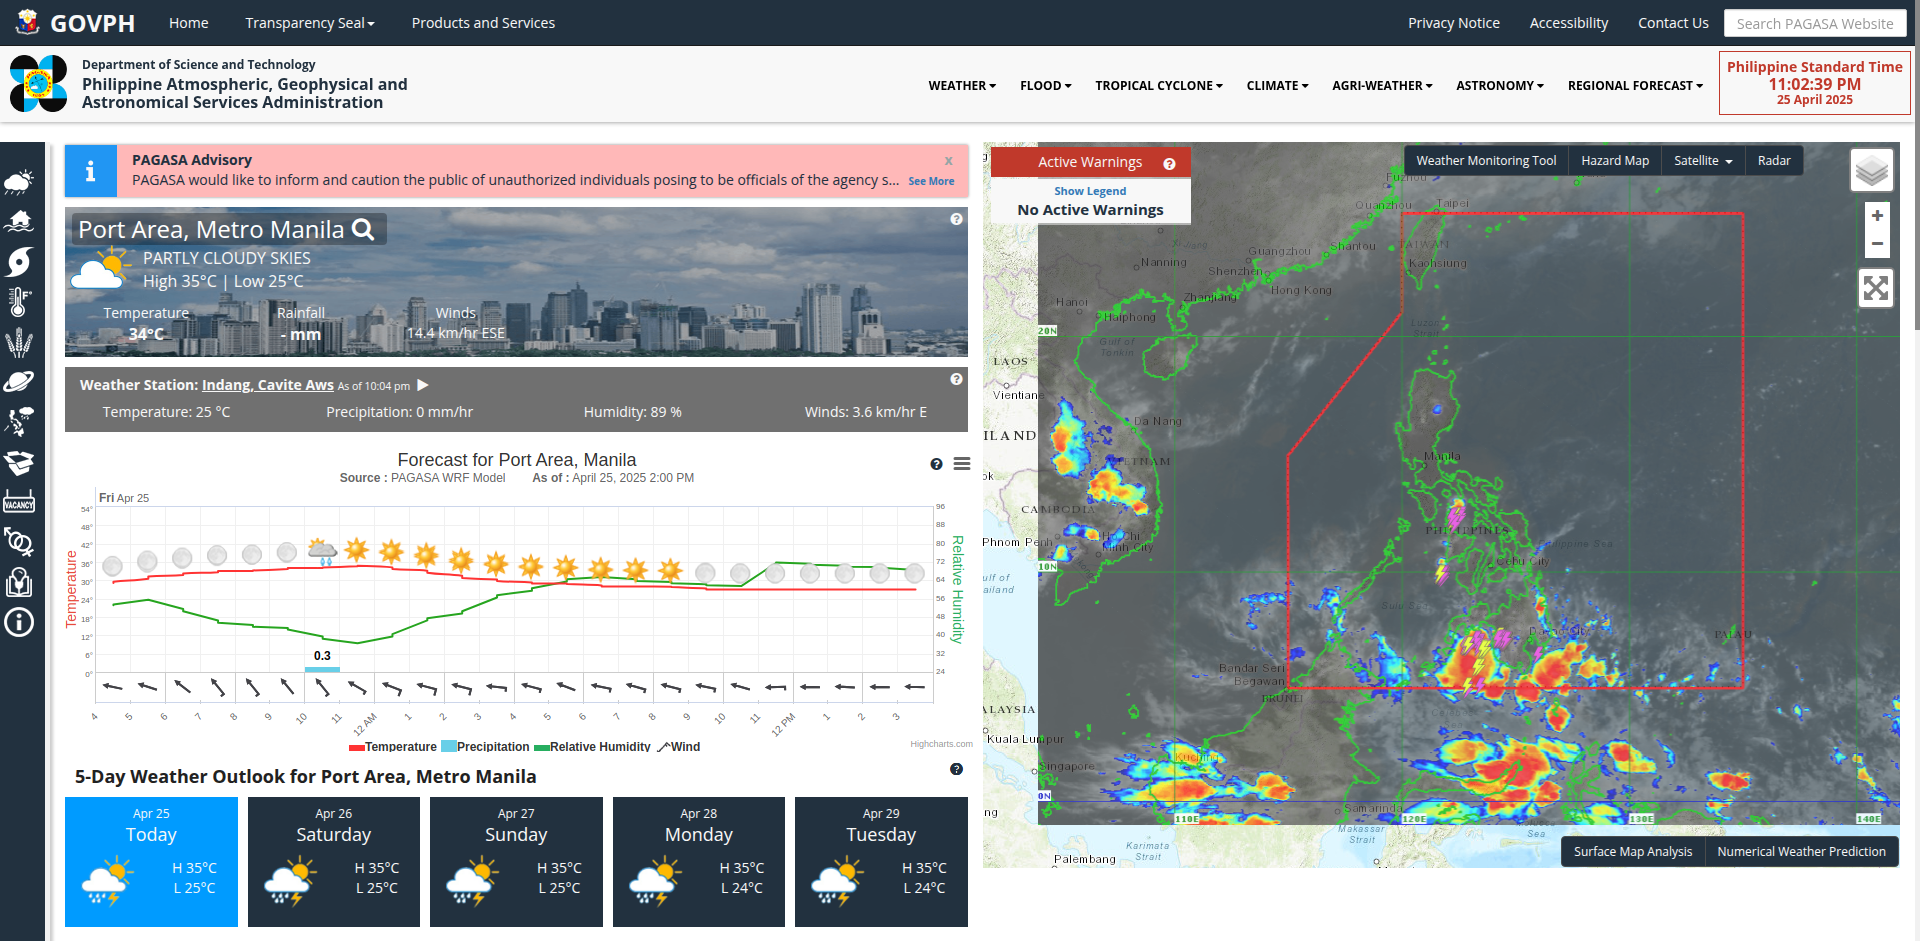 GOVPH
Home
Transparency Seal
Products and Services
Privacy Notice
Accessibility
Contact Us
Search PAGASA Website
Department of Science and Technology
Philippine Atmospheric, Geophysical and
Astronomical Services Administration
WEATHER
FLOOD
TROPICAL CYCLONE
CLIMATE
AGRI-WEATHER
ASTRONOMY
REGIONAL FORECAST
Philippine Standard Time
11:02:39 PM
25 April 2025
VACANCY
PAGASA Advisory
x
PAGASA would like to inform and caution the public of unauthorized individuals posing to be officials of the agency s... See More
Port Area, Metro Manila
PARTLY CLOUDY SKIES
High 35°C | Low 25°C
Temperature
Rainfall
Winds
34°C
- mm
14.4 km/hr ESE
Weather Station: Indang, Cavite Aws As of 10:04 pm
Temperature: 25 °C
Precipitation: 0 mm/hr
Humidity: 89 %
Winds: 3.6 km/hr E
Forecast for Port Area, Manila
Source : PAGASA WRF Model As of : April 25, 2025 2:00 PM
Fri Apr 25
54°
48°
42°
36°
30°
24°
18°
12°
6°
0°
Temperature
96
88
80
72
64
56
48
40
32
24
Relative Humidity
0.3
4
5
6
7
8
9
10
11
12 AM
1
2
3
4
5
6
7
8
9
10
11
12 PM
1
2
3
Temperature
Precipitation
Relative Humidity
Wind
Highcharts.com
5-Day Weather Outlook for Port Area, Metro Manila
Apr 25
Today
H 35°C
L 25°C
Apr 26
Saturday
H 35°C
L 25°C
Apr 27
Sunday
H 35°C
L 25°C
Apr 28
Monday
H 35°C
L 24°C
Apr 29
Tuesday
H 35°C
L 24°C
Active Warnings
Show Legend
No Active Warnings
Weather Monitoring Tool
Hazard Map
Satellite
Radar
+
−
Fuzhou
Quanzhou
Taipei
TAIWAN
Shantou
Guangzhou
Kaohsiung
Nanning
Shenzhen
Hong Kong
Hanoi
Zhanjiang
Haiphong
20N
Luzon
Strait
Gulf of
Tonkin
LAOS
Vientiane
Da Nang
ILAND
VIETNAM
Manila
ok
CAMBODIA
PHILIPPINES
Phnom Penh
Ho Chi
Minh City
Philippine Sea
Cebu City
10N
ulf of
ailand
Sulu Sea
Davao City
PALAU
Bandar Seri
Begawan
BRUNEI
ALAYSIA
Kuala Lumpur
Kuching
Singapore
0N
Samarinda
ng
110E
120E
130E
140E
Makassar
Strait
Sea
Karimata
Strait
Palembang
Surface Map Analysis
Numerical Weather Prediction